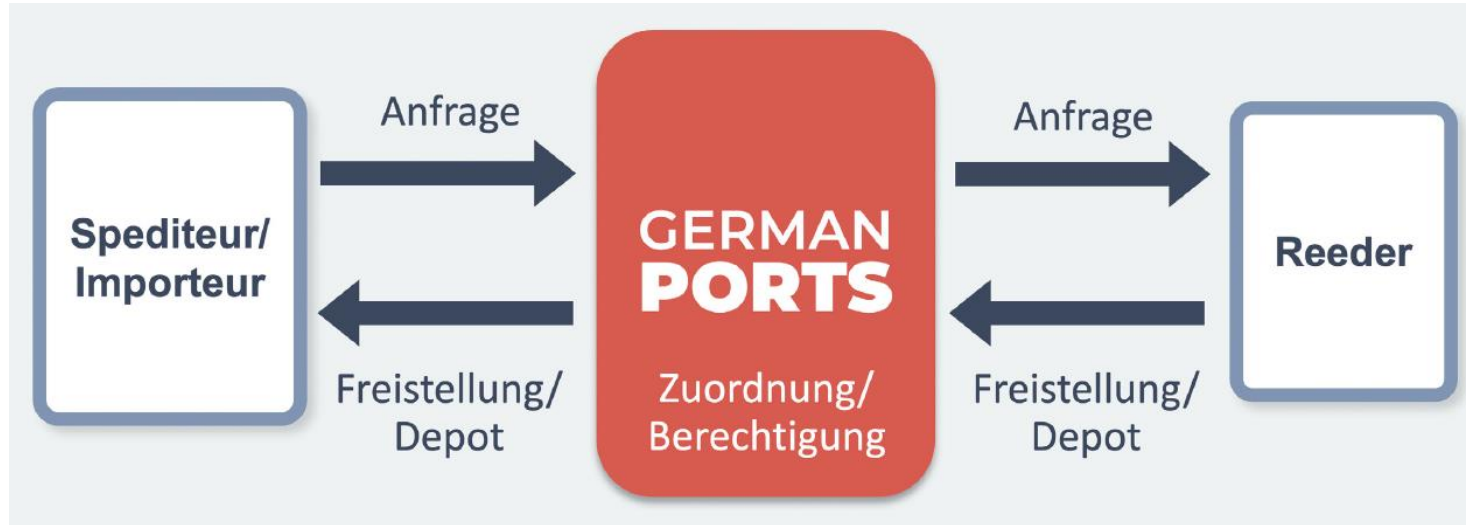 Anfrage
Anfrage
Spediteur/
Importeur
GERMAN
PORTS
Reeder
Freistellung/
Depot
Zuordnung/
Berechtigung
Freistellung/
Depot